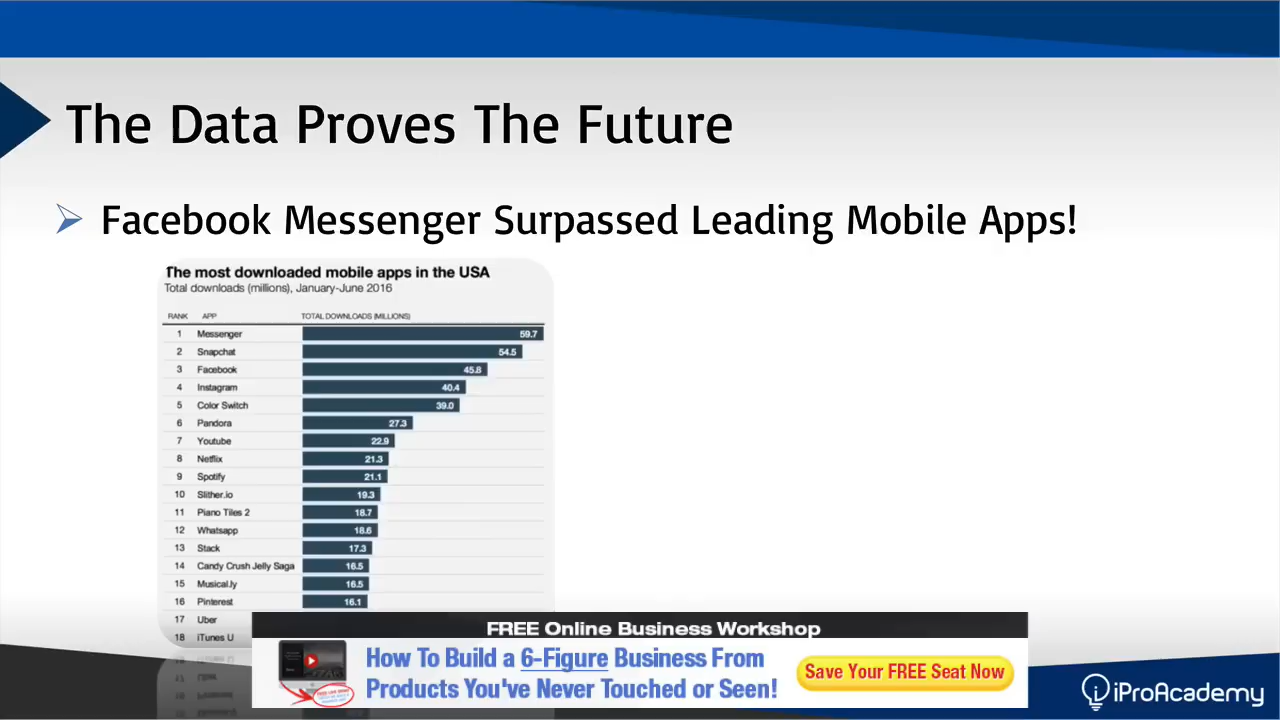 The Data Proves The Future
Facebook Messenger Surpassed Leading Mobile Apps!
The most downloaded mobile apps in the USA
Total downloads (millions), January-June 2016
RANK APP TOTAL DOWNLOADS (MILLIONS)
1 Messenger 59.7
2 Snapchat 54.5
3 Facebook 45.8
4 Instagram 40.4
5 Color Switch 39.0
6 Pandora 27.3
7 Youtube 22.9
8 Netflix 21.3
9 Spotify 21.1
10 Slither.io 19.3
11 Piano Tiles 2 18.7
12 Whatsapp 18.6
13 Stack 17.3
14 Candy Crush Jelly Saga 16.5
15 Musical.ly 16.5
16 Pinterest 16.1
17 Uber
18 iTunes U
FREE Online Business Workshop
How To Build a 6-Figure Business From
Products You've Never Touched or Seen!
Save Your FREE Seat Now
iProAcademy